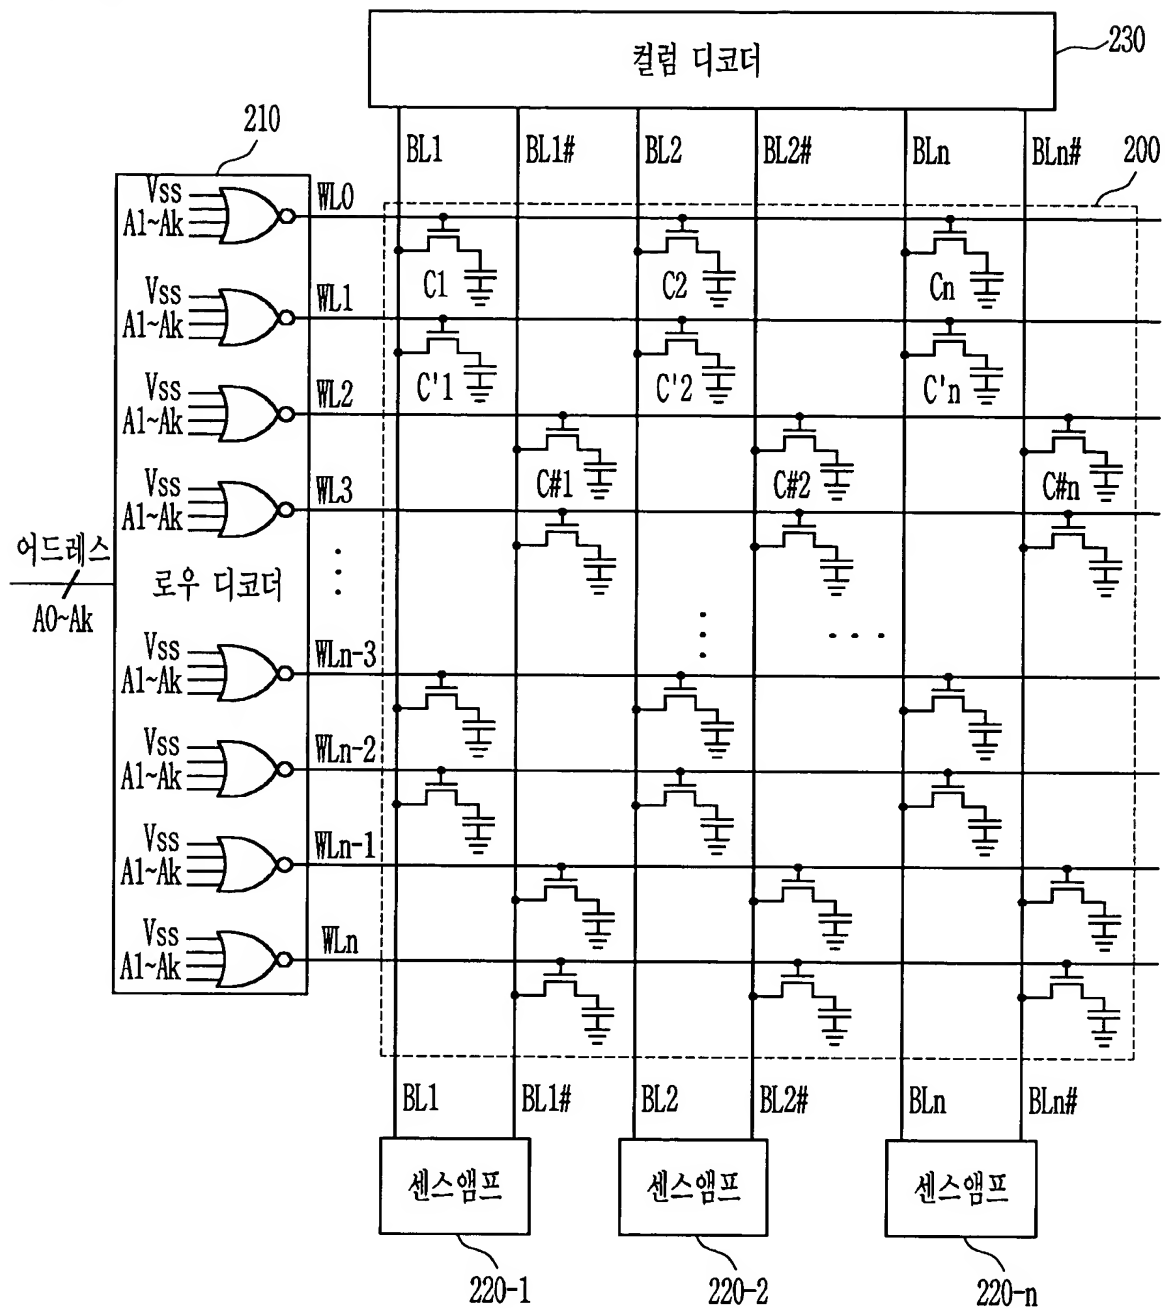 컬럼 디코더
230
210
BL1
BL1#
BL2
BL2#
BLn
BLn#
200
Vss
A1~Ak
WL0
C1
C2
Cn
Vss
A1~Ak
WL1
C'1
C'2
C'n
Vss
A1~Ak
WL2
C#1
C#2
C#n
Vss
A1~Ak
WL3
어드레스
A0~Ak
로우 디코더
Vss
A1~Ak
WLn-3
Vss
A1~Ak
WLn-2
Vss
A1~Ak
WLn-1
Vss
A1~Ak
WLn
BL1
BL1#
BL2
BL2#
BLn
BLn#
센스앰프
센스앰프
센스앰프
220-1
220-2
220-n